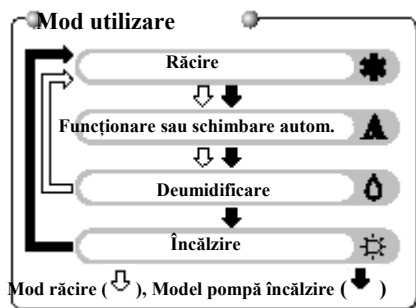 Mod utilizare
Răcire
Funcționare sau schimbare autom.
Deumidificare
Încălzire
Mod răcire ( ), Model pompă încălzire ( )